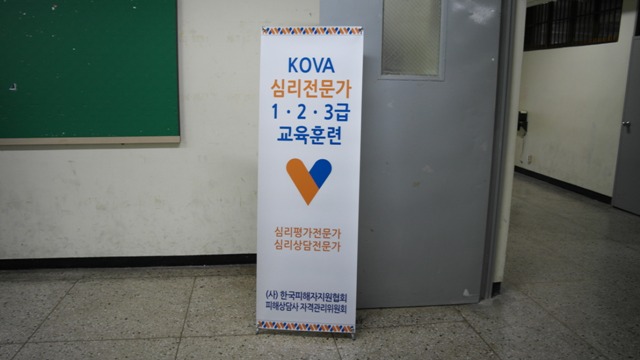 KOVA
심리전문가
1・2・3급
교육훈련
심리평가전문가
심리상담전문가
(사) 한국피해자지원협회
피해상담사 자격관리위원회